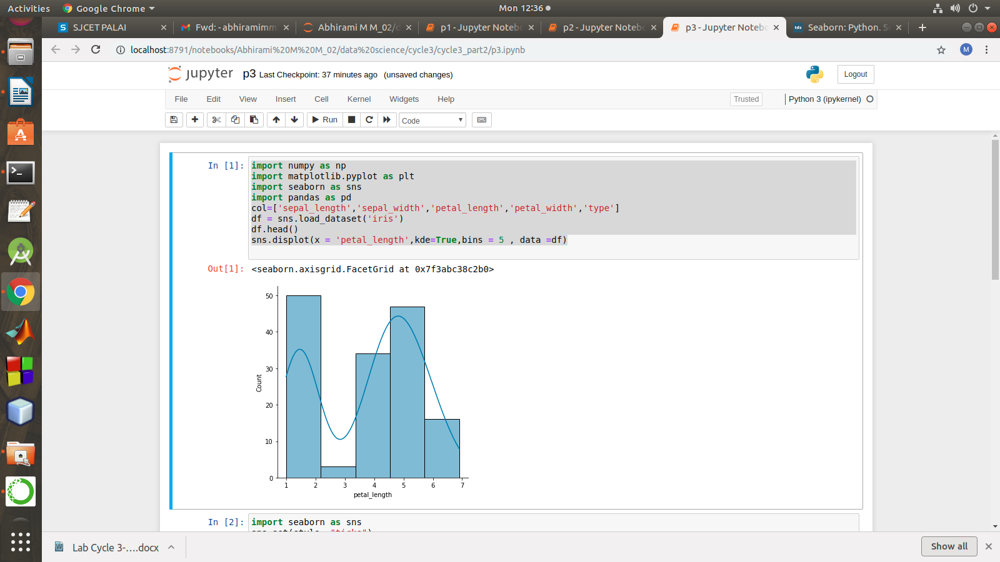 Activities
Google Chrome
Mon 12:36
SJCET PALAI
Fwd: - abhiramimm
Abhirami M M_02/
p1 - Jupyter Notebo
p2 - Jupyter Notebo
p3 - Jupyter Notebo
tds Seaborn: Python. S
localhost:8791/notebooks/Abhirami%20M%20M_02/data%20science/cycle3/cycle3_part2/p3.ipynb
M
jupyter p3 Last Checkpoint: 37 minutes ago (unsaved changes)
Logout
File Edit View Insert Cell Kernel Widgets Help
Trusted
Python 3 (ipykernel)
Run
Code
In [1]:
import numpy as np
import matplotlib.pyplot as plt
import seaborn as sns
import pandas as pd
col=['sepal_length','sepal_width','petal_length','petal_width','type']
df = sns.load_dataset('iris')
df.head()
sns.displot(x = 'petal_length',kde=True,bins = 5 , data =df)
Out[1]: <seaborn.axisgrid.FacetGrid at 0x7f3abc38c2b0>
50
40
30
20
10
0
Count
1 2 3 4 5 6 7
petal_length
In [2]: import seaborn as sns
Lab Cycle 3-....docx
Show all